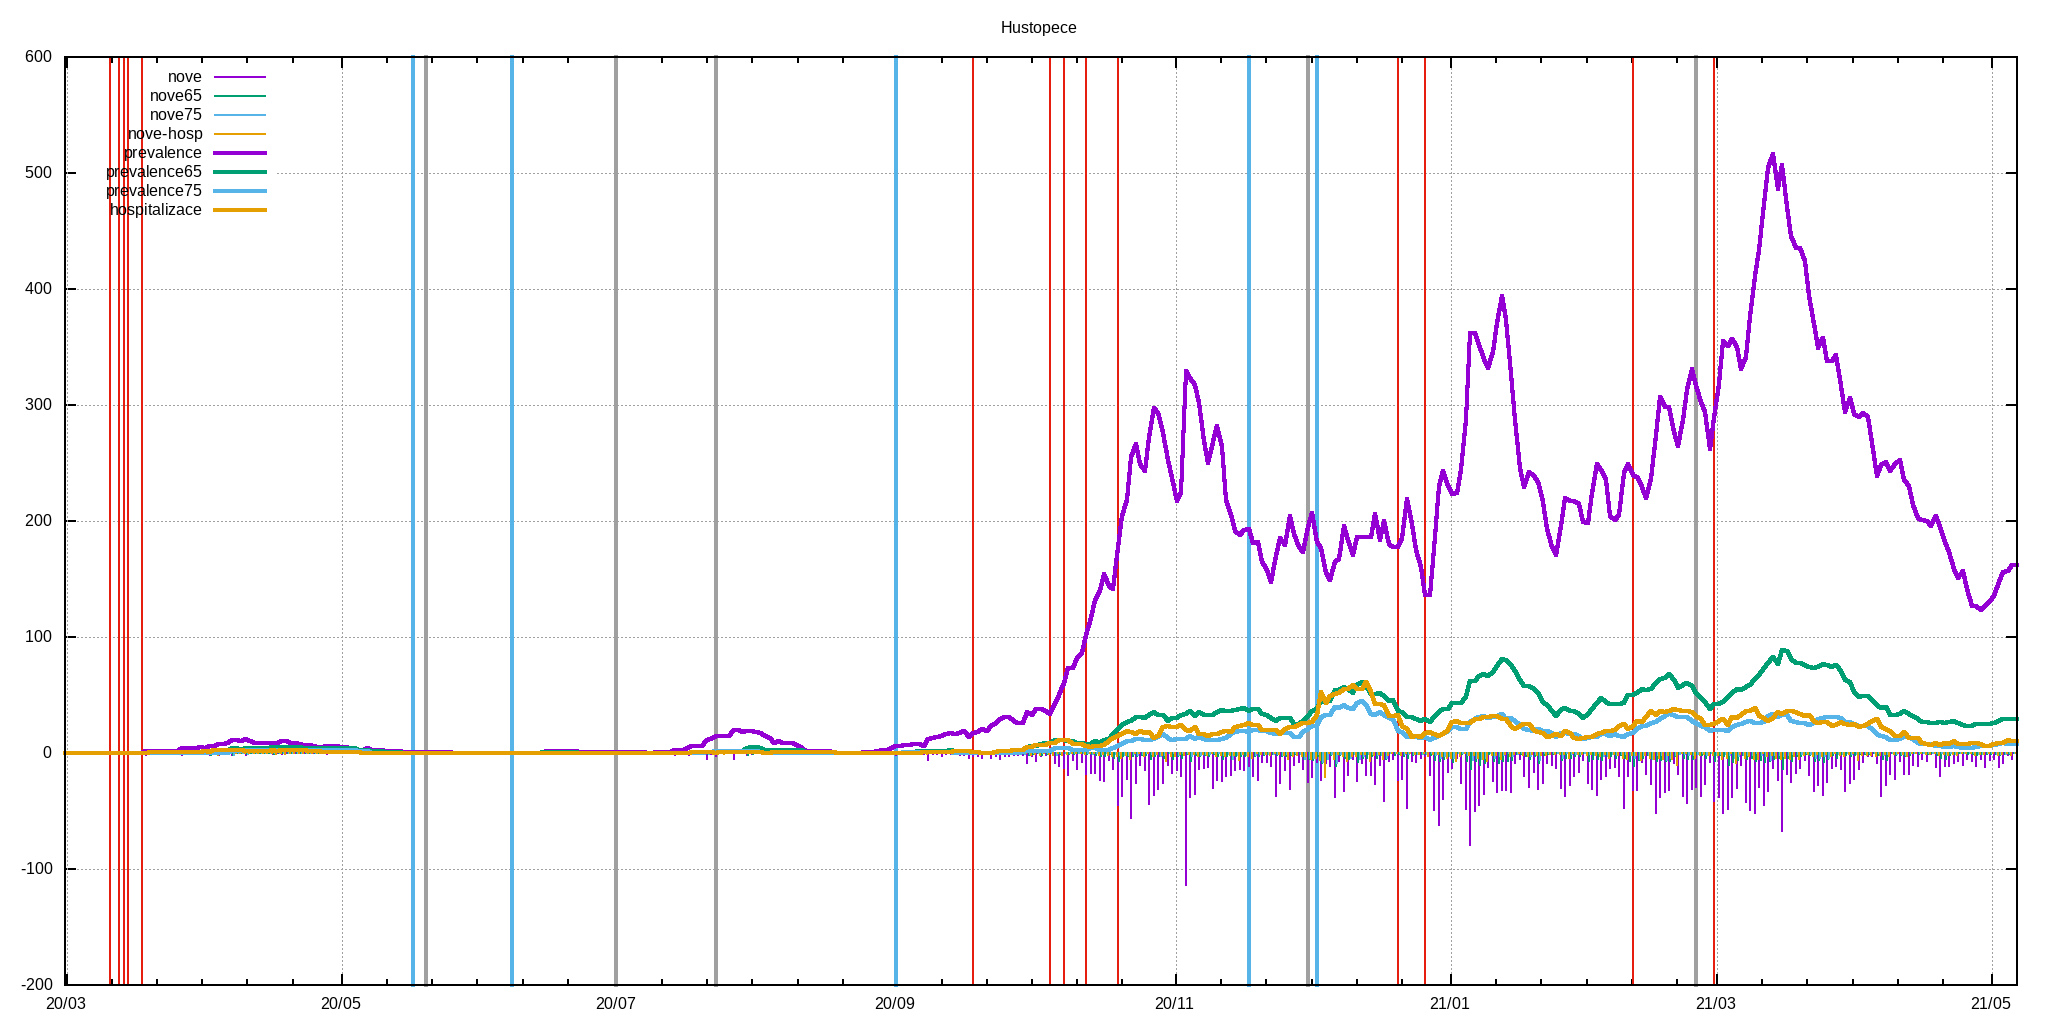 Hustopece
600
500
400
300
200
100
0
-100
-200
nove
nove65
nove75
nove-hosp
prevalence
prevalence65
prevalence75
hospitalizace
20/03 20/05 20/07 20/09 20/11 21/01 21/03 21/05